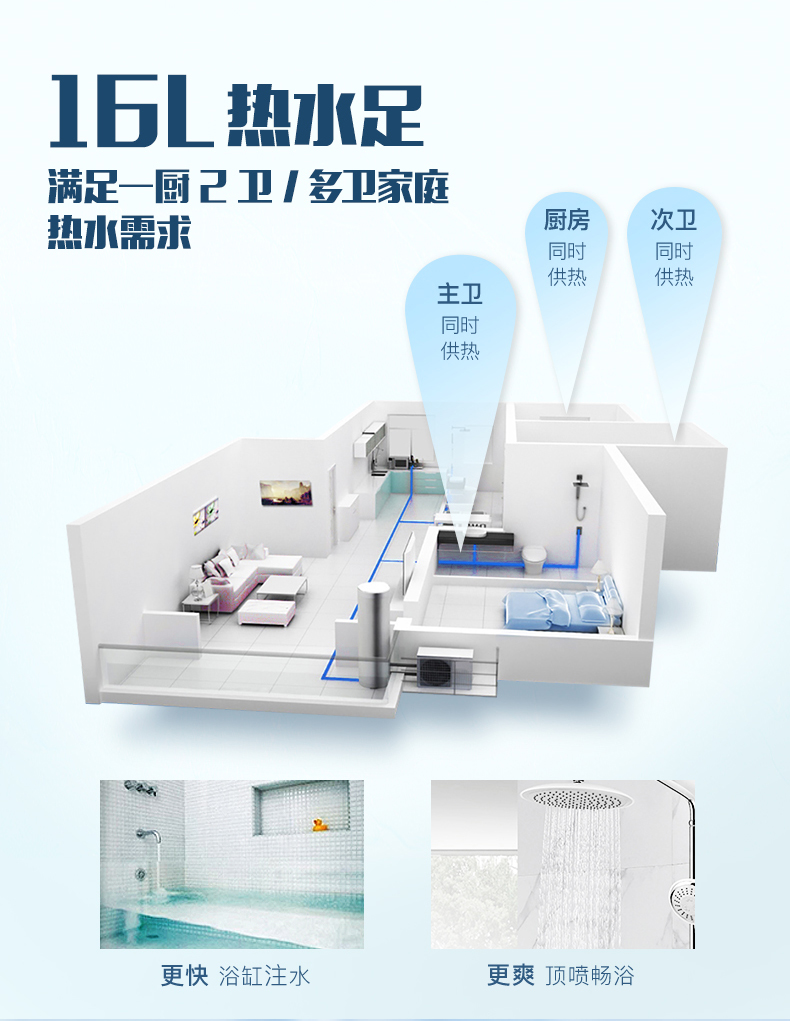 16L热水足
满足一厨2卫/多卫家庭
热水需求
厨房
同时
供热
次卫
同时
供热
主卫
同时
供热
更快 浴缸注水
更爽 顶喷畅浴